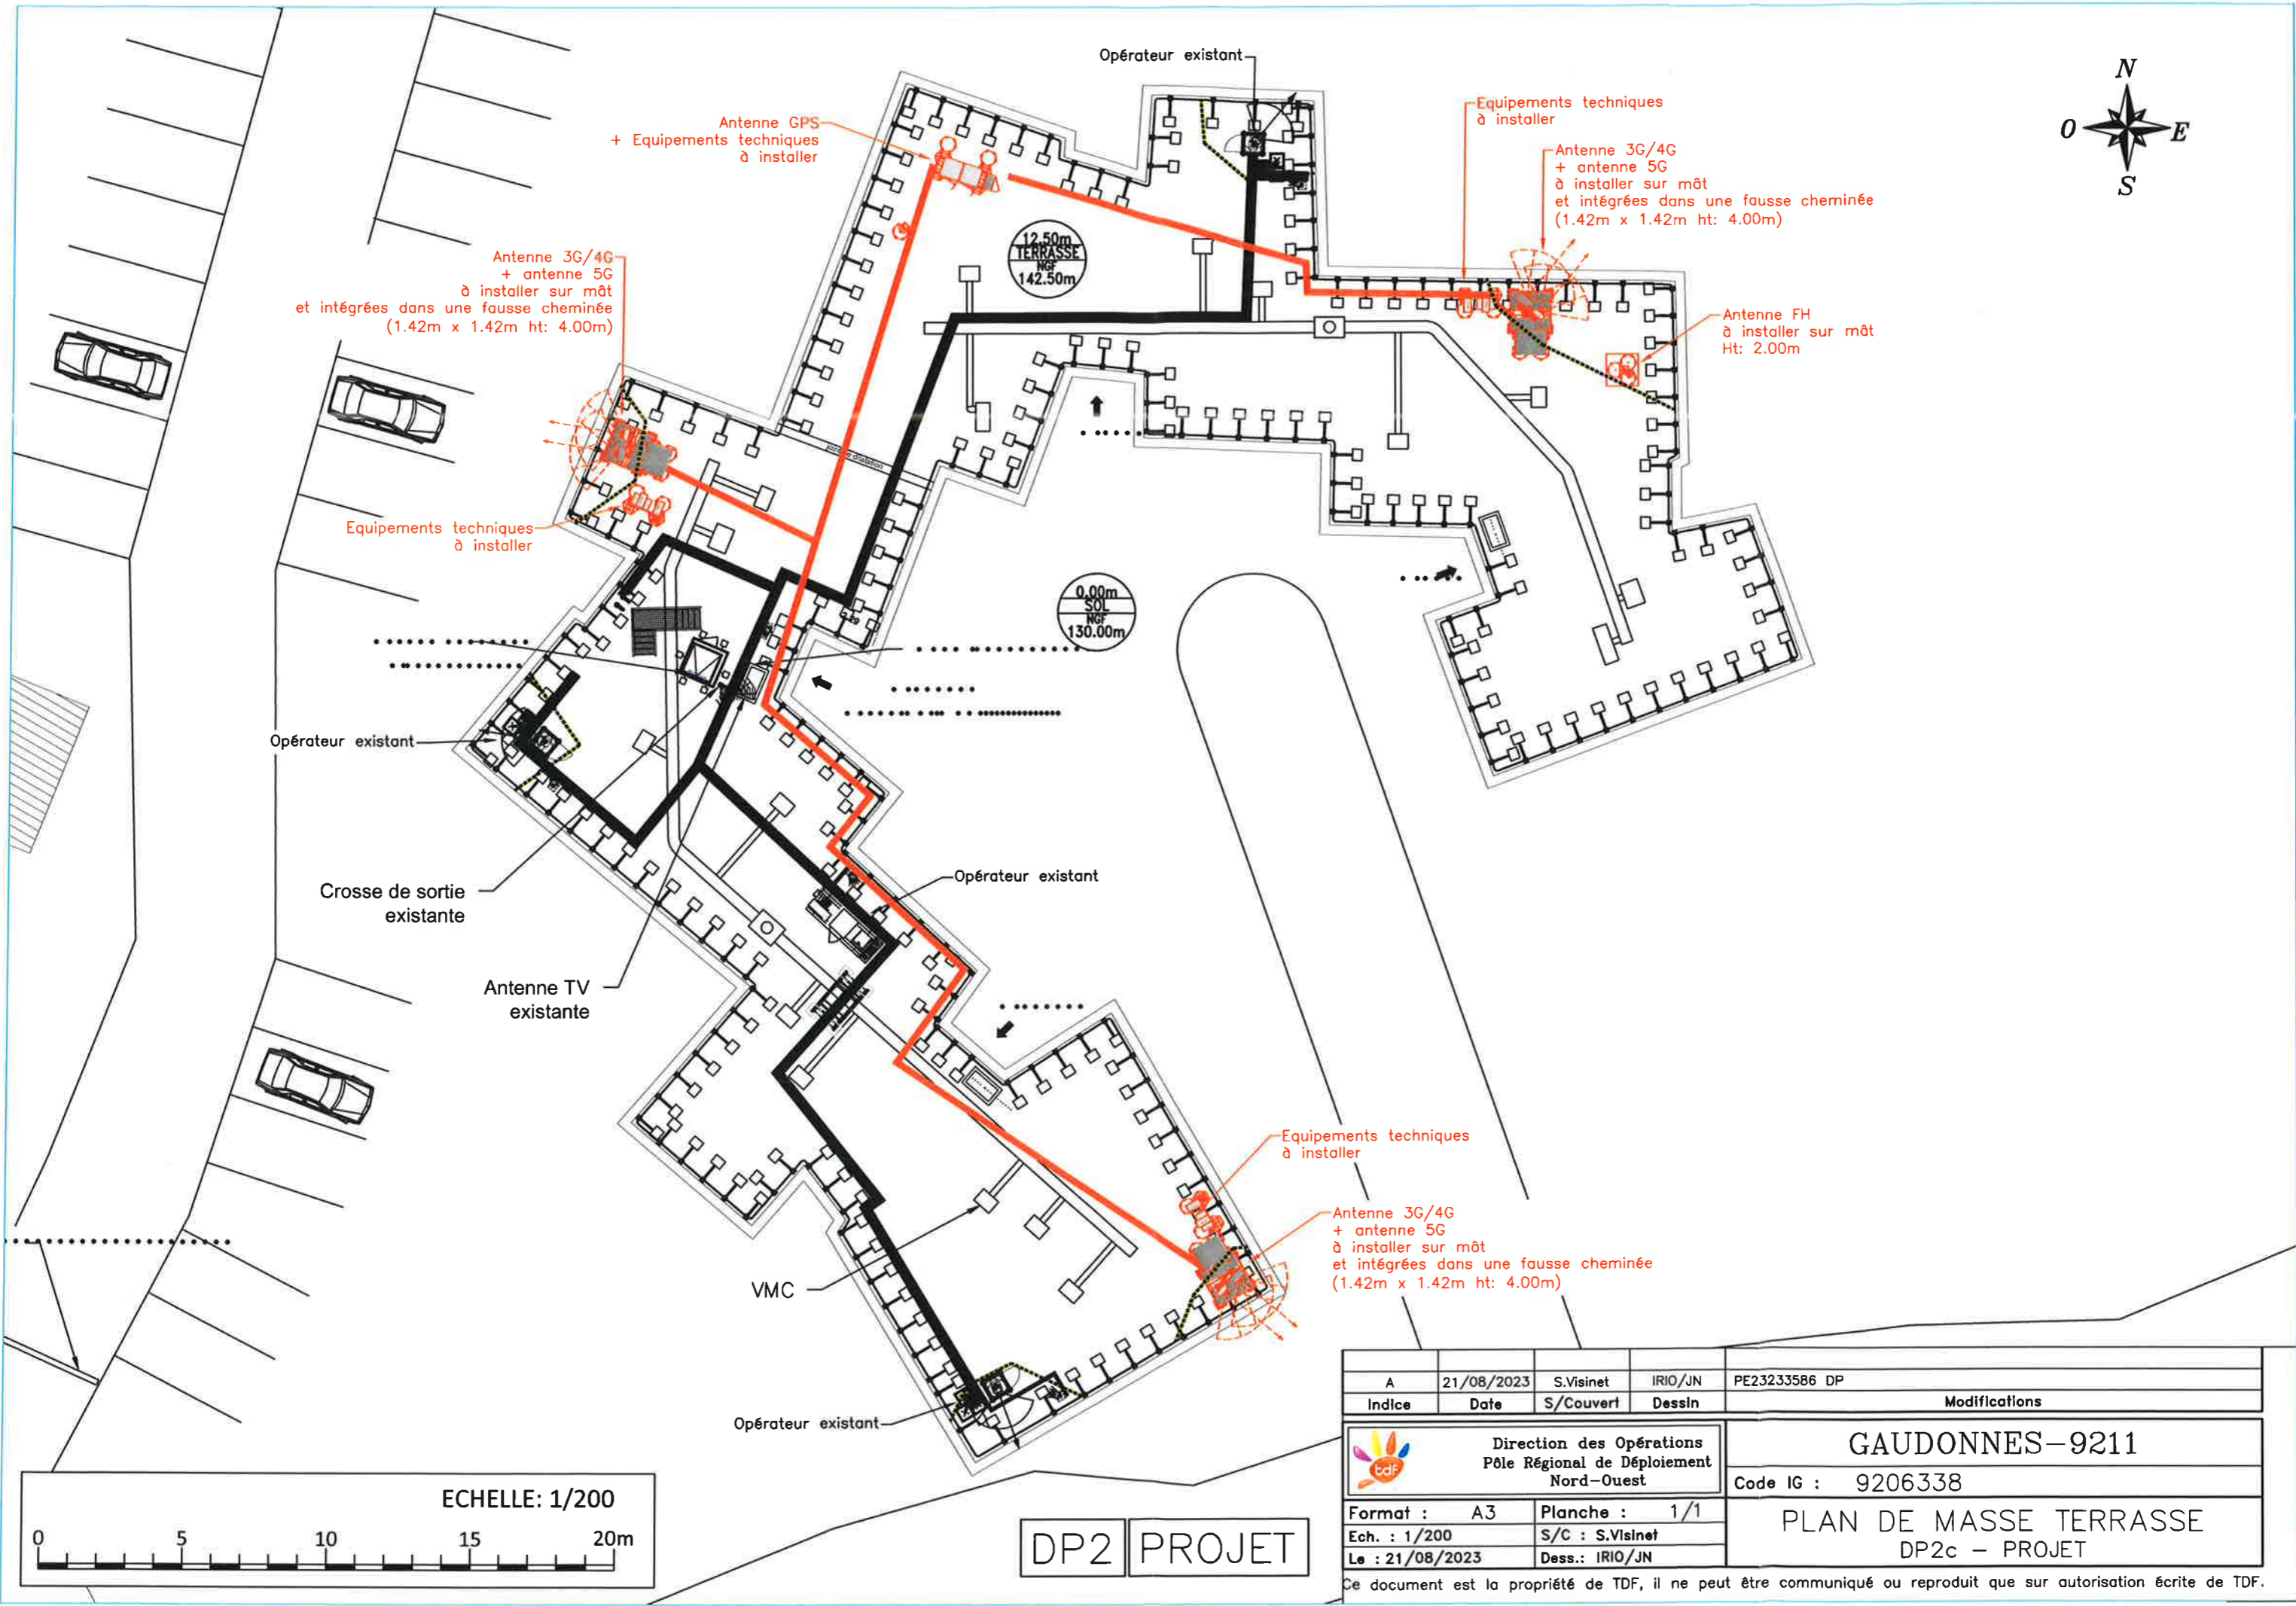 Opérateur existant
N
O
E
S
Antenne GPS
+ Equipements techniques
à installer
Equipements techniques
à installer
Antenne 3G/4G
+ antenne 5G
à installer sur mât
et intégrées dans une fausse cheminée
(1.42m x 1.42m ht: 4.00m)
12.50m
TERRASSE
NGF
142.50m
Antenne 3G/4G
+ antenne 5G
à installer sur mât
et intégrées dans une fausse cheminée
(1.42m x 1.42m ht: 4.00m)
Antenne FH
à installer sur mât
Ht: 2.00m
Equipements techniques
à installer
0.00m
SOL
NGF
130.00m
Opérateur existant
Crosse de sortie
existante
Opérateur existant
Antenne TV
existante
Equipements techniques
à installer
Antenne 3G/4G
+ antenne 5G
à installer sur mât
et intégrées dans une fausse cheminée
(1.42m x 1.42m ht: 4.00m)
VMC
Opérateur existant
ECHELLE: 1/200
0 5 10 15 20m
DP2 PROJET
A 21/08/2023 S.Visinet IRIO/JN PE23233586 DP
Indice Date S/Couvert Dessin Modifications
tdf
Direction des Opérations
Pôle Régional de Déploiement
Nord-Ouest
GAUDONNES-9211
Code IG : 9206338
Format : A3 Planche : 1/1
Ech. : 1/200 S/C : S.Visinet
Le : 21/08/2023 Dess.: IRIO/JN
PLAN DE MASSE TERRASSE
DP2c - PROJET
Ce document est la propriété de TDF, il ne peut être communiqué ou reproduit que sur autorisation écrite de TDF.